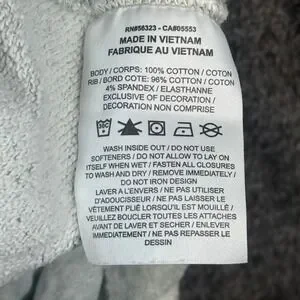 RN#56323 - CA#05553
MADE IN VIETNAM
FABRIQUE AU VIETNAM
BODY / CORPS: 100% COTTON / COTON
RIB / BORD COTE: 96% COTTON / COTON
4% SPANDEX / ELASTHANNE
EXCLUSIVE OF DECORATION /
DECORATION NON COMPRISE
WASH INSIDE OUT / DO NOT USE
SOFTENERS / DO NOT ALLOW TO LAY ON
ITSELF WHEN WET / FASTEN ALL CLOSURES
TO WASH AND DRY / REMOVE IMMEDIATELY /
DO NOT IRON DESIGN
LAVER A L'ENVERS / NE PAS UTILISER
D'ADOUCISSEUR / NE PAS LAISSER LE
VÊTEMENT PLIÉ LORSQU'IL EST MOUILLÉ /
VEUILLEZ BOUCLER TOUTES LES ATTACHES
AVANT DE LAVER ET SECHER / ENLEVER
IMMEDIATEMENT / NE PAS REPASSER LE
DESSIN